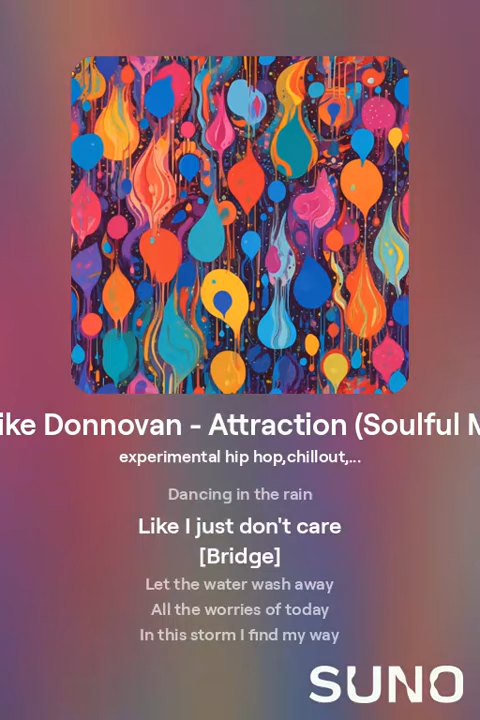 ike Donnovan - Attraction (Soulful M
experimental hip hop,chillout,...
Dancing in the rain
Like I just don't care
[Bridge]
Let the water wash away
All the worries of today
In this storm I find my way
SUNO